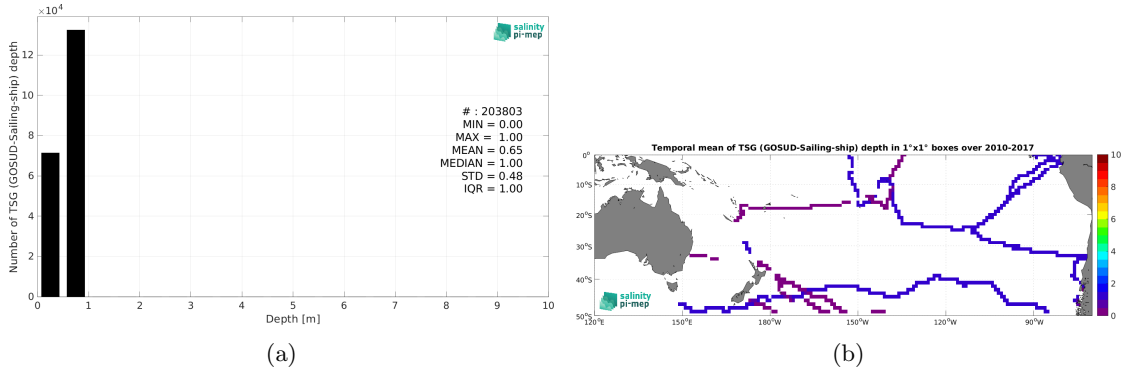 ×10⁴
12
10
8
6
4
2
0
Number of TSG (GOSUD-Sailing-ship) depth
salinity
pi-mep
# : 203803
MIN = 0.00
MAX = 1.00
MEAN = 0.65
MEDIAN = 1.00
STD = 0.48
IQR = 1.00
0 1 2 3 4 5 6 7 8 9 10
Depth [m]
(a)
Temporal mean of TSG (GOSUD-Sailing-ship) depth in 1°x1° boxes over 2010-2017
0°
10°S
20°S
30°S
40°S
50°S
120°E 150°E 180°W 150°W 120°W 90°W
salinity
pi-mep
10
8
6
4
2
0
(b)